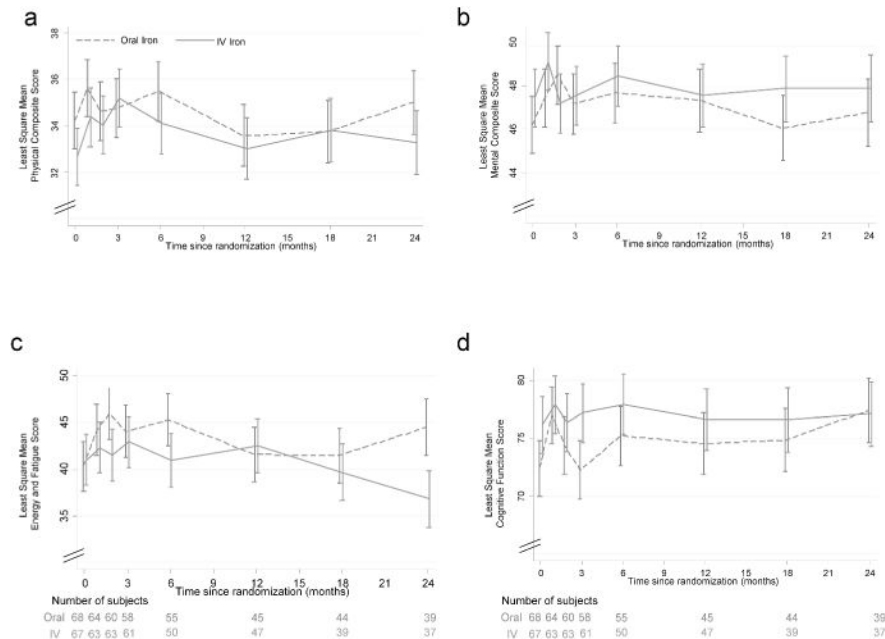 a
38
36
34
32
Least Square Mean
Physical Composite Score
Oral Iron
IV Iron
0 3 6 9 12 15 18 21 24
Time since randomization (months)
b
50
48
46
44
Least Square Mean
Mental Composite Score
0 3 6 9 12 15 18 21 24
Time since randomization (months)
c
50
45
40
35
Least Square Mean
Energy and Fatigue Score
0 3 6 9 12 15 18 21 24
Time since randomization (months)
Number of subjects
Oral 68 64 60 58 55 45 44 39
IV 67 63 63 61 50 47 39 37
d
80
75
70
Least Square Mean
Cognitive Function Score
0 3 6 9 12 15 18 21 24
Time since randomization (months)
Number of subjects
Oral 68 64 60 58 55 45 44 39
IV 67 63 63 61 50 47 39 37